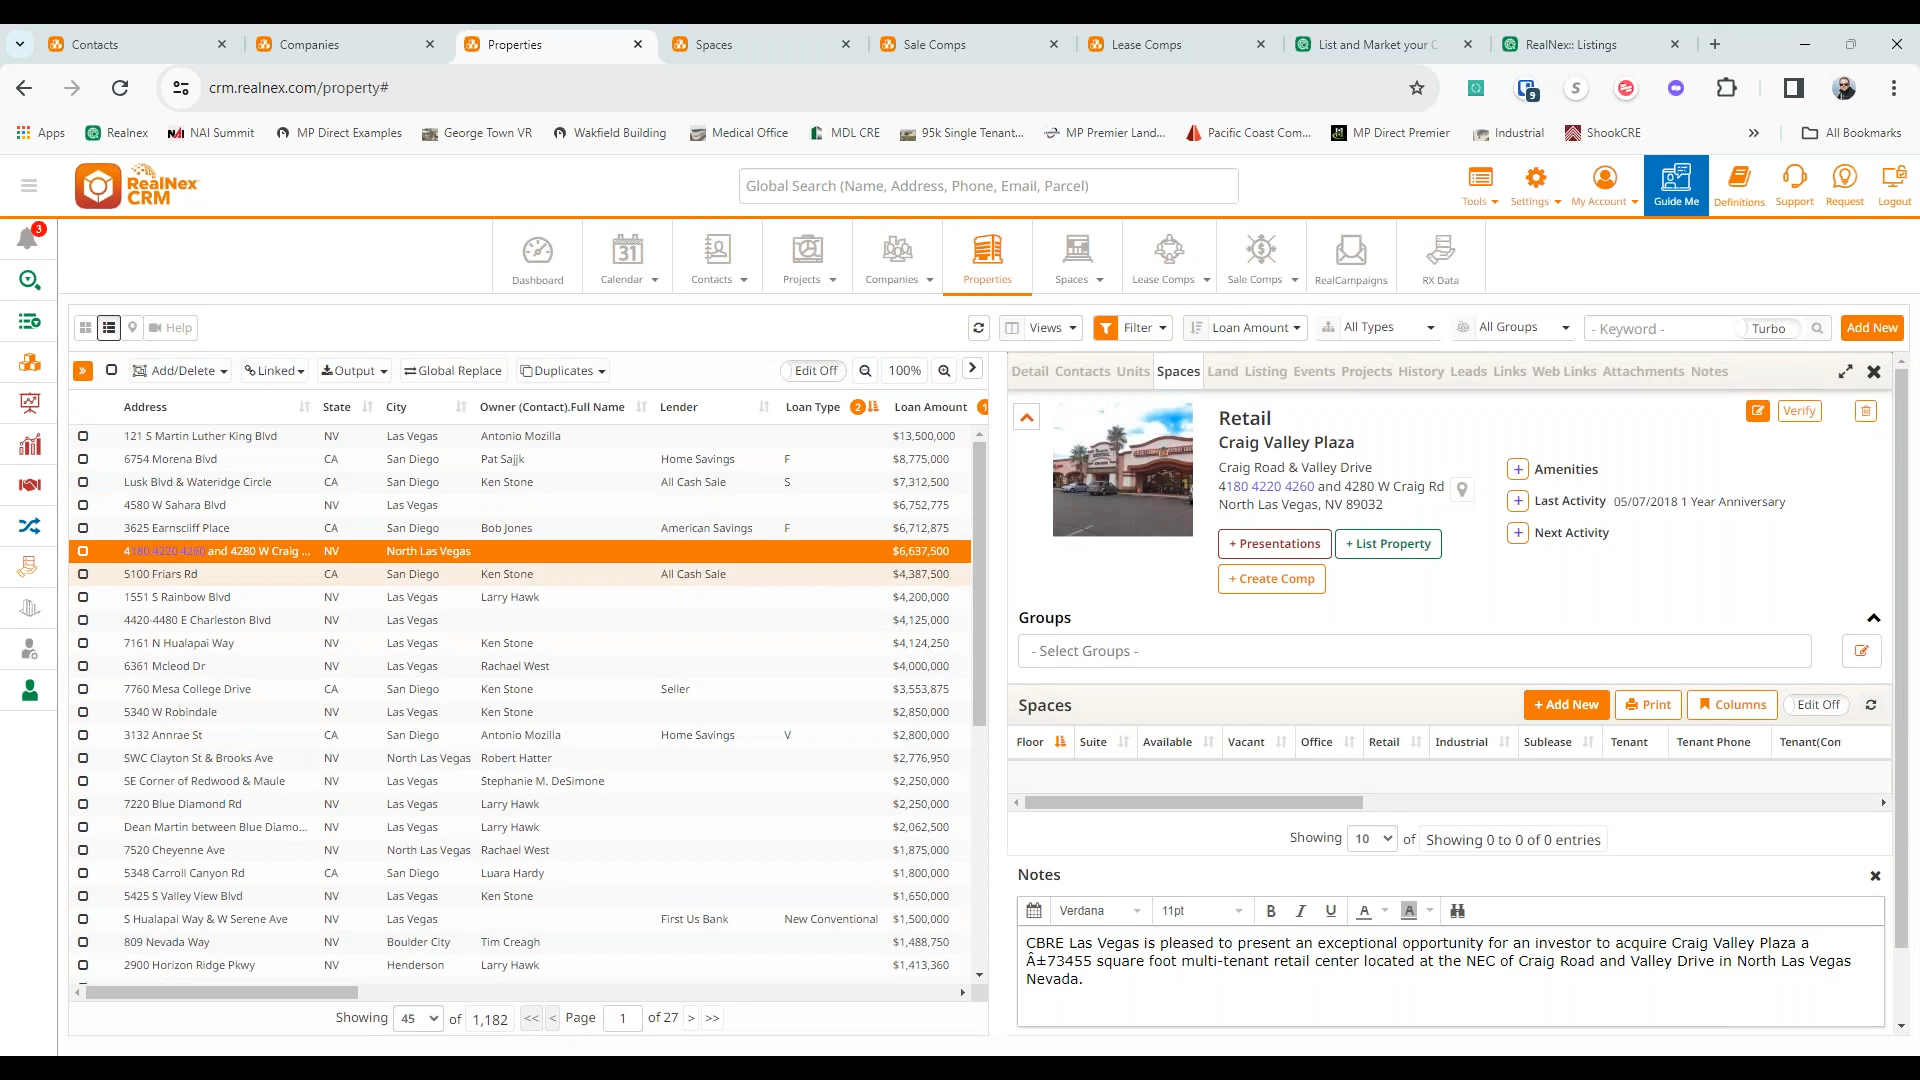 Contacts
Companies
Properties
Spaces
Sale Comps
Lease Comps
List and Market your C
RealNex:: Listings
crm.realnex.com/property#
9
S
Apps
Realnex
NAI Summit
MP Direct Examples
George Town VR
Wakfield Building
Medical Office
MDL CRE
95k Single Tenant...
MP Premier Land...
Pacific Coast Com...
MP Direct Premier
Industrial
ShookCRE
All Bookmarks
RealNex
CRM
Global Search (Name, Address, Phone, Email, Parcel)
Tools
Settings
My Account
Guide Me
Definitions
Support
Request
Logout
3
Dashboard
31
Calendar
Contacts
Projects
Companies
Properties
Spaces
Lease Comps
Sale Comps
RealCampaigns
RX Data
Help
Views
Filter
Loan Amount
All Types
All Groups
- Keyword -
Turbo
Add New
Add/Delete
Linked
Output
Global Replace
Duplicates
Edit Off
100%
Address State City Owner (Contact).Full Name Lender Loan Type 2 Loan Amount 1
121 S Martin Luther King Blvd NV Las Vegas Antonio Mozilla $13,500,000
6754 Morena Blvd CA San Diego Pat Sajjk Home Savings F $8,775,000
Lusk Blvd & Wateridge Circle CA San Diego Ken Stone All Cash Sale S $7,312,500
4580 W Sahara Blvd NV Las Vegas $6,752,775
3625 Earnscliff Place CA San Diego Bob Jones American Savings F $6,712,875
4180 4220 4260 and 4280 W Craig ... NV North Las Vegas $6,637,500
5100 Friars Rd CA San Diego Ken Stone All Cash Sale $4,387,500
1551 S Rainbow Blvd NV Las Vegas Larry Hawk $4,200,000
4420-4480 E Charleston Blvd NV Las Vegas $4,125,000
7161 N Hualapai Way NV Las Vegas Ken Stone $4,124,250
6361 Mcleod Dr NV Las Vegas Rachael West $4,000,000
7760 Mesa College Drive CA San Diego Ken Stone Seller $3,553,875
5340 W Robindale NV Las Vegas Ken Stone $2,850,000
3132 Annrae St CA San Diego Antonio Mozilla Home Savings V $2,800,000
SWC Clayton St & Brooks Ave NV North Las Vegas Robert Hatter $2,776,950
SE Corner of Redwood & Maule NV Las Vegas Stephanie M. DeSimone $2,250,000
7220 Blue Diamond Rd NV Las Vegas Larry Hawk $2,250,000
Dean Martin between Blue Diamo... NV Las Vegas Larry Hawk $2,062,500
7520 Cheyenne Ave NV North Las Vegas Rachael West $1,875,000
5348 Carroll Canyon Rd CA San Diego Luara Hardy $1,800,000
5425 S Valley View Blvd NV Las Vegas Ken Stone $1,650,000
S Hualapai Way & W Serene Ave NV Las Vegas First Us Bank New Conventional $1,500,000
809 Nevada Way NV Boulder City Tim Creagh $1,488,750
2900 Horizon Ridge Pkwy NV Henderson Larry Hawk $1,413,360
Showing 45 of 1,182 << < Page 1 of 27 > >>
Detail Contacts Units Spaces Land Listing Events Projects History Leads Links Web Links Attachments Notes
Retail
Craig Valley Plaza
Craig Road & Valley Drive
4180 4220 4260 and 4280 W Craig Rd
North Las Vegas, NV 89032
Verify
+ Amenities
+ Last Activity 05/07/2018 1 Year Anniversary
+ Next Activity
+ Presentations
+ List Property
+ Create Comp
Groups
- Select Groups -
Spaces
+ Add New
Print
Columns
Edit Off
Floor Suite Available Vacant Office Retail Industrial Sublease Tenant Tenant Phone Tenant(Con
Showing 10 of Showing 0 to 0 of 0 entries
Notes
Verdana 11pt B I U A A
CBRE Las Vegas is pleased to present an exceptional opportunity for an investor to acquire Craig Valley Plaza a
Â±73455 square foot multi-tenant retail center located at the NEC of Craig Road and Valley Drive in North Las Vegas
Nevada.